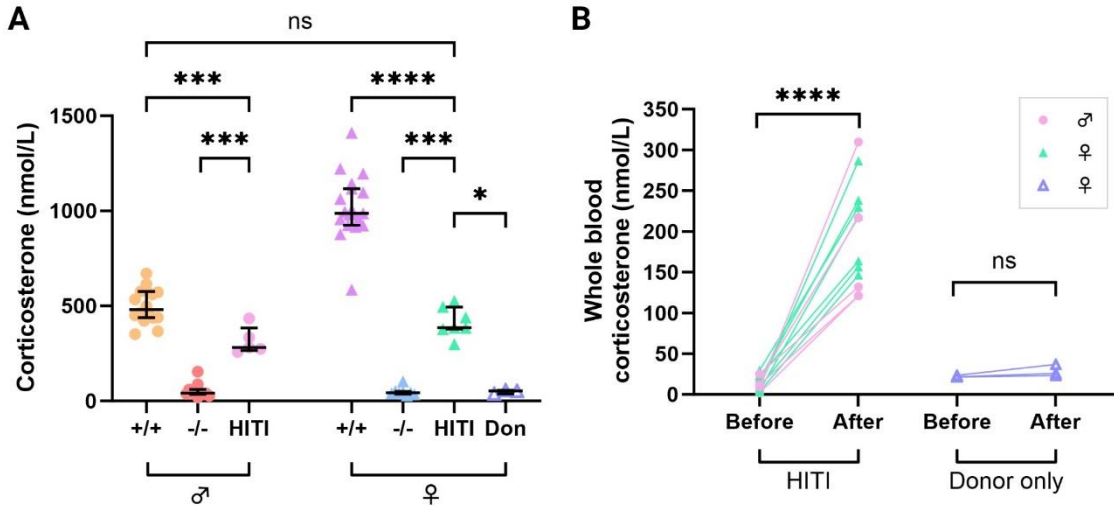 A
ns
*** ****
*** ***
*
Corticosterone (nmol/L)
1500
1000
500
0
+/+ -/- HITI +/+ -/- HITI Don
♂ ♀
B
****
ns
Whole blood
corticosterone (nmol/L)
350
300
250
200
150
100
50
0
Before After Before After
HITI Donor only
♂
♀
♀